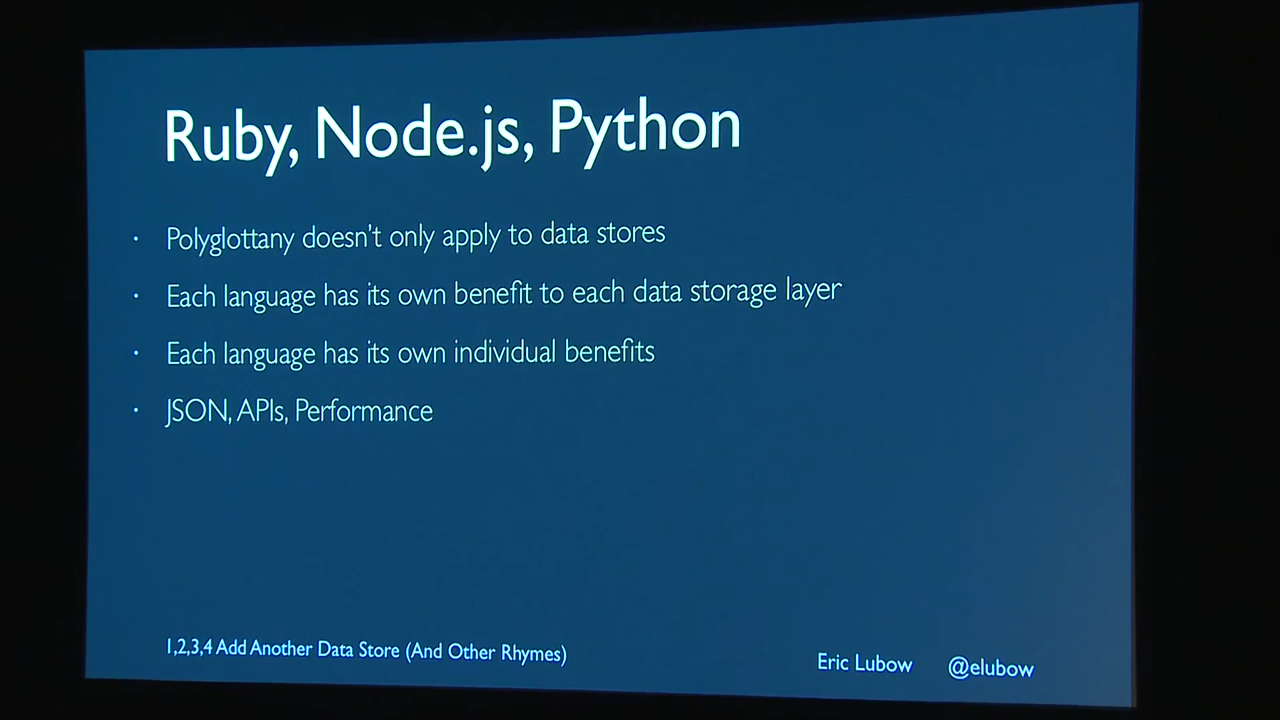 Ruby, Node.js, Python
· Polyglottany doesn't only apply to data stores
· Each language has its own benefit to each data storage layer
· Each language has its own individual benefits
· JSON, APIs, Performance
1,2,3,4 Add Another Data Store (And Other Rhymes)
Eric Lubow @elubow